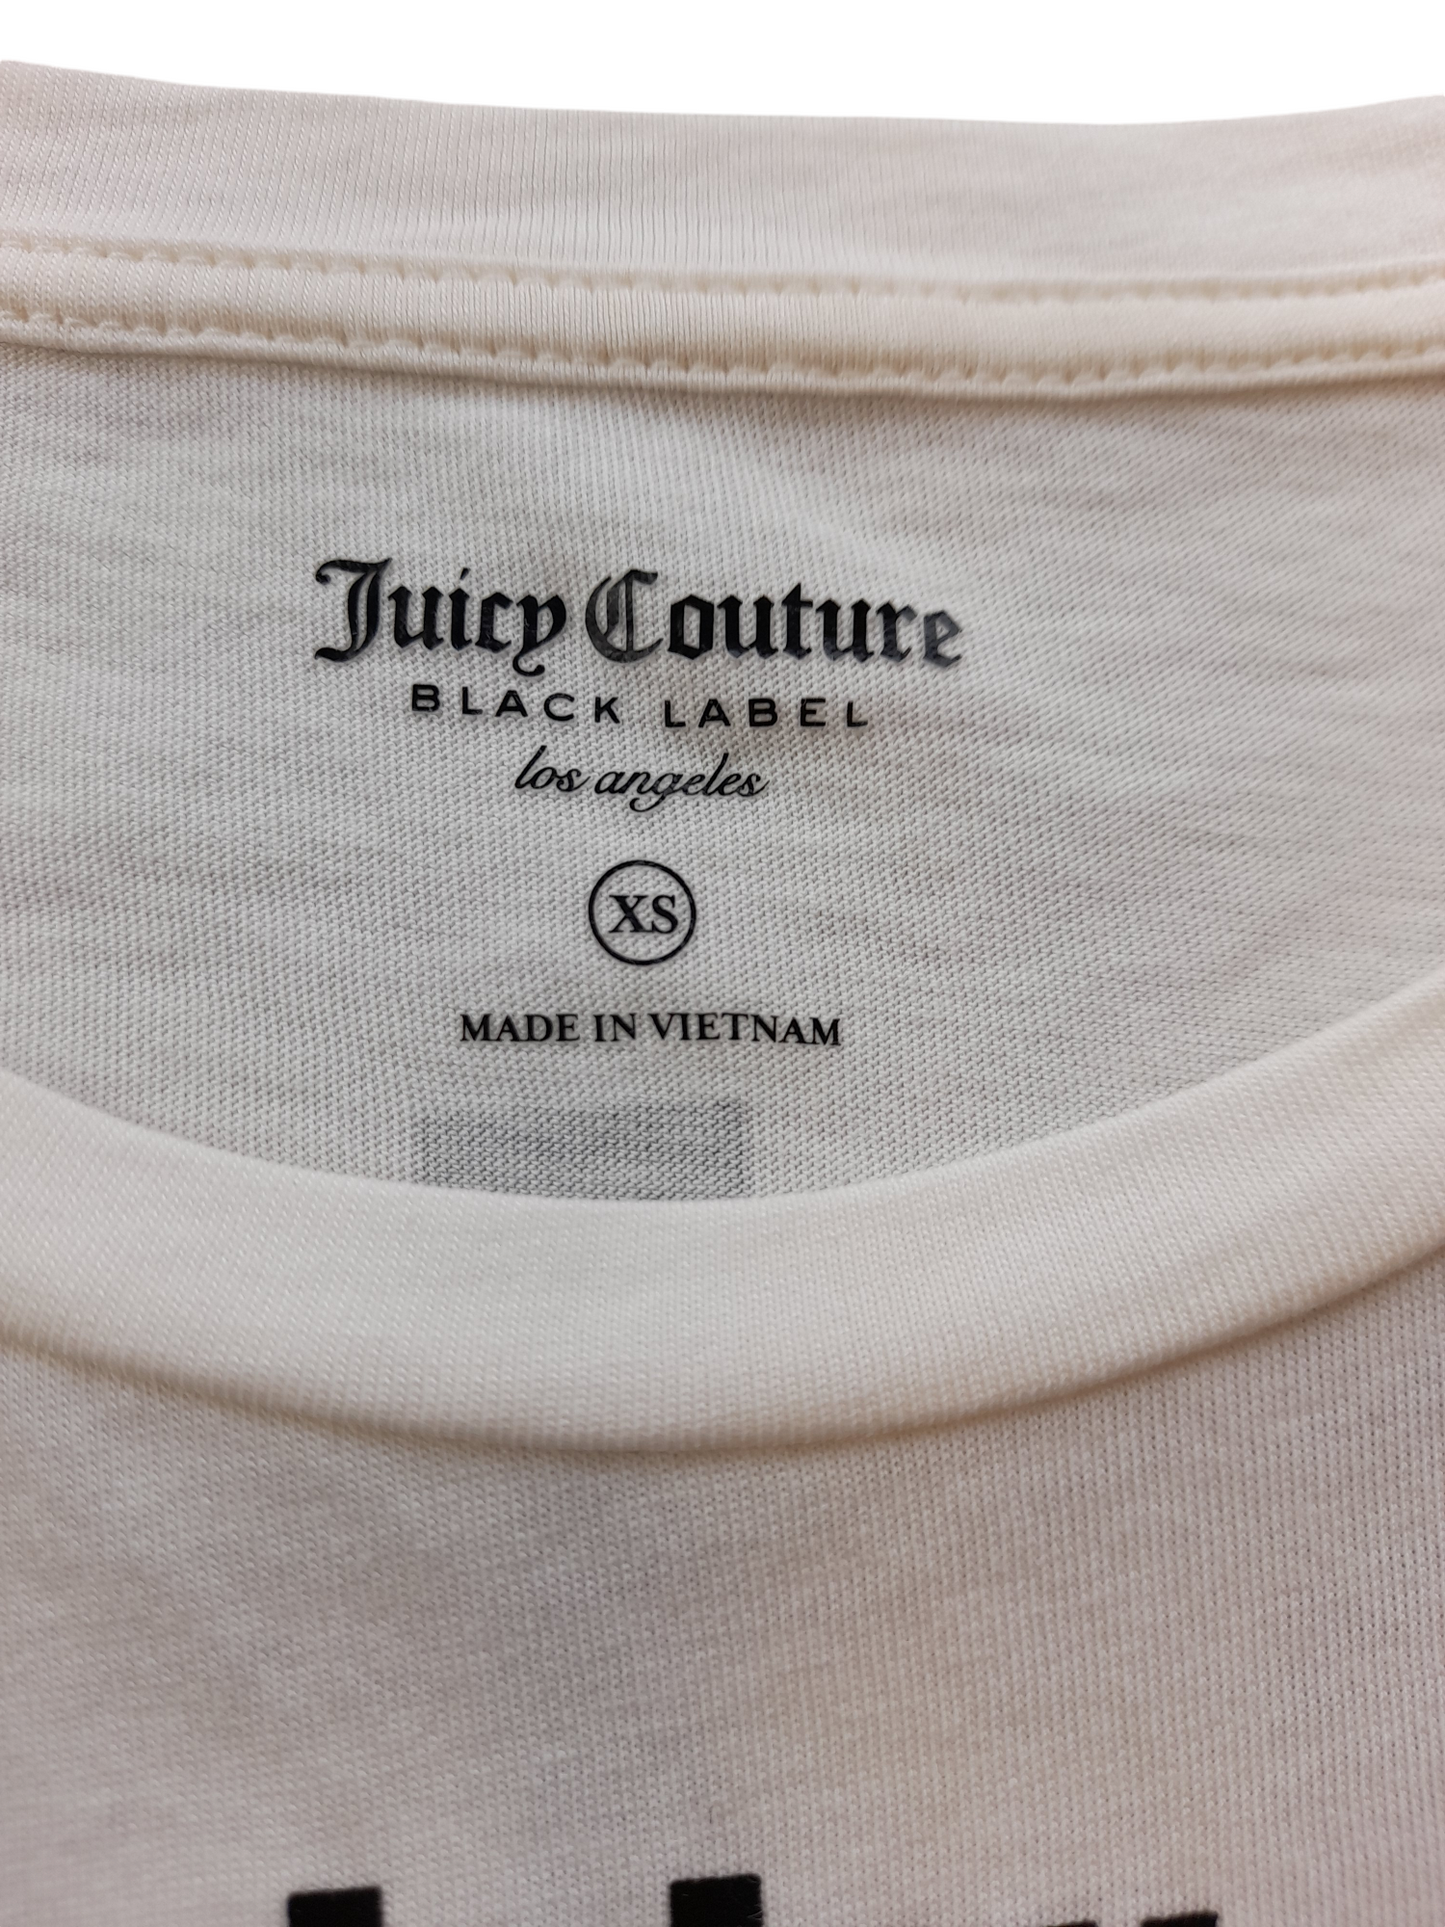 Juicy Couture
BLACK LABEL
los angeles
XS
MADE IN VIETNAM